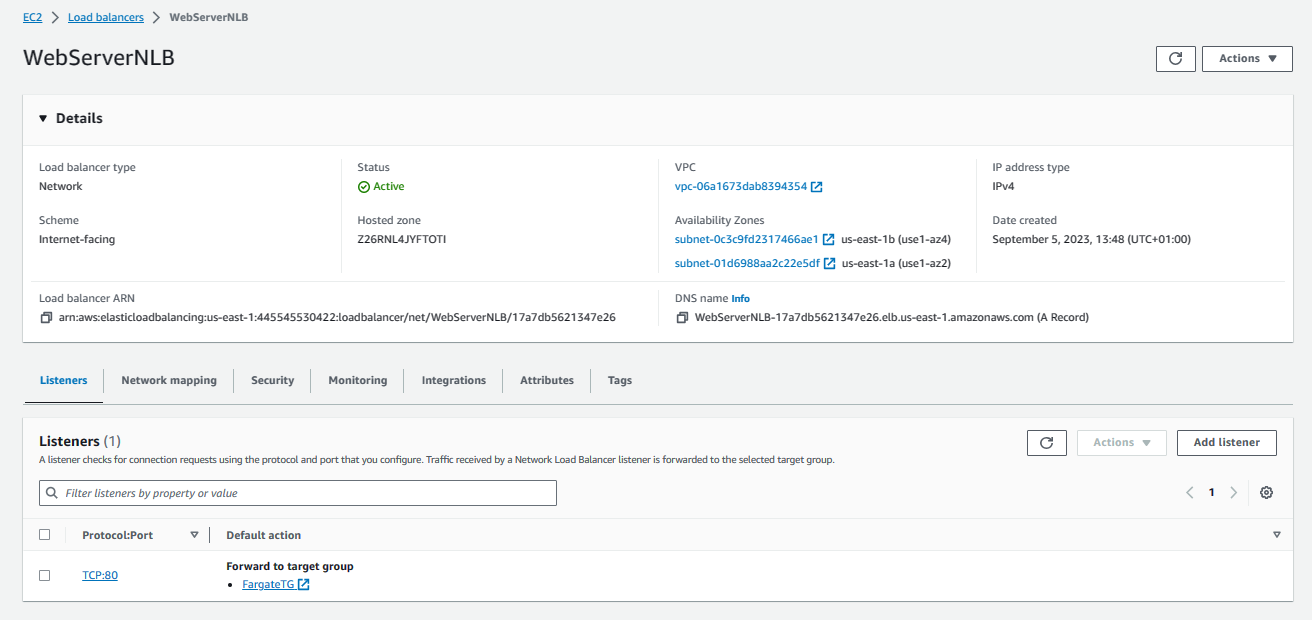 EC2 > Load balancers > WebServerNLB
WebServerNLB
Actions
Details
Load balancer type
Network
Status
Active
VPC
vpc-06a1673dab8394354
IP address type
IPv4
Scheme
Internet-facing
Hosted zone
Z26RNL4JYFTOTI
Availability Zones
subnet-0c3c9fd2317466ae1 us-east-1b (use1-az4)
subnet-01d6988aa2c22e5df us-east-1a (use1-az2)
Date created
September 5, 2023, 13:48 (UTC+01:00)
Load balancer ARN
arn:aws:elasticloadbalancing:us-east-1:445545530422:loadbalancer/net/WebServerNLB/17a7db5621347e26
DNS name Info
WebServerNLB-17a7db5621347e26.elb.us-east-1.amazonaws.com (A Record)
Listeners Network mapping Security Monitoring Integrations Attributes Tags
Listeners (1)
Actions Add listener
A listener checks for connection requests using the protocol and port that you configure. Traffic received by a Network Load Balancer listener is forwarded to the selected target group.
Filter listeners by property or value
1
Protocol:Port Default action
TCP:80
Forward to target group
• FargateTG